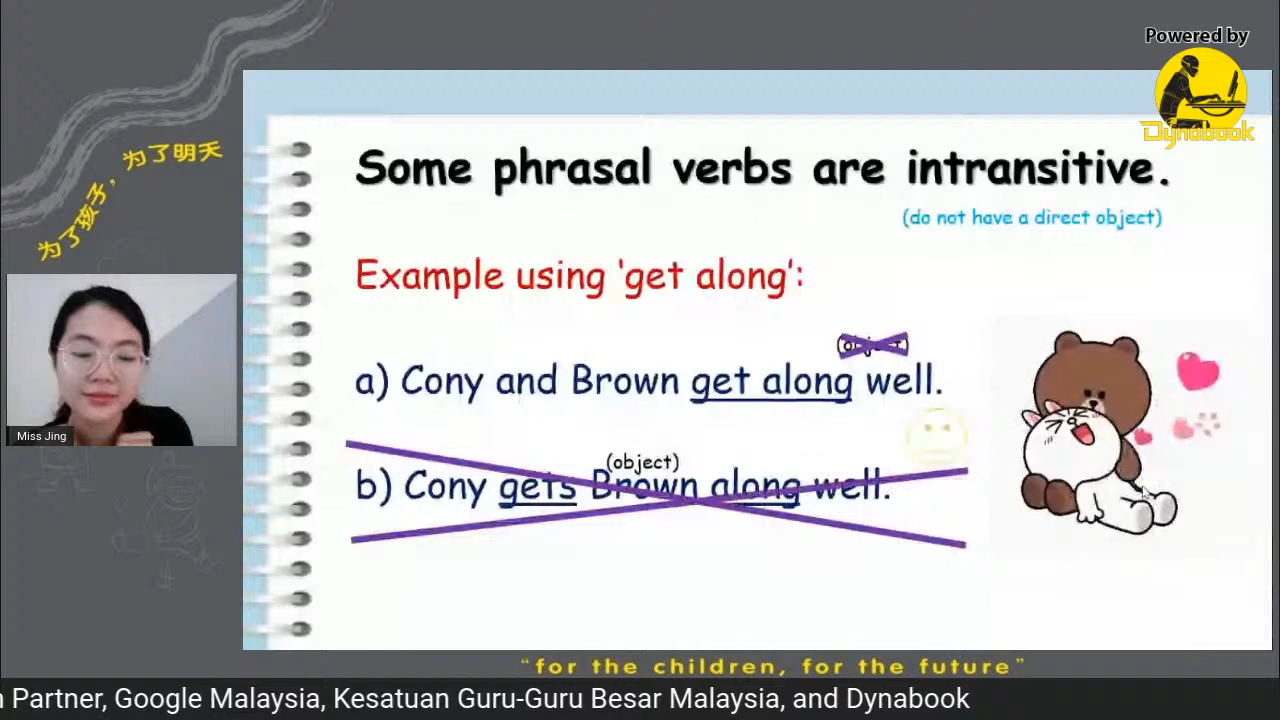 Powered by
Dynabook
为了孩子，为了明天
Some phrasal verbs are intransitive.
(do not have a direct object)
Example using 'get along':
(object)
a) Cony and Brown get along well.
(object)
b) Cony gets Brown along well.
Miss Jing
"for the children, for the future"
Partner, Google Malaysia, Kesatuan Guru-Guru Besar Malaysia, and Dynabook